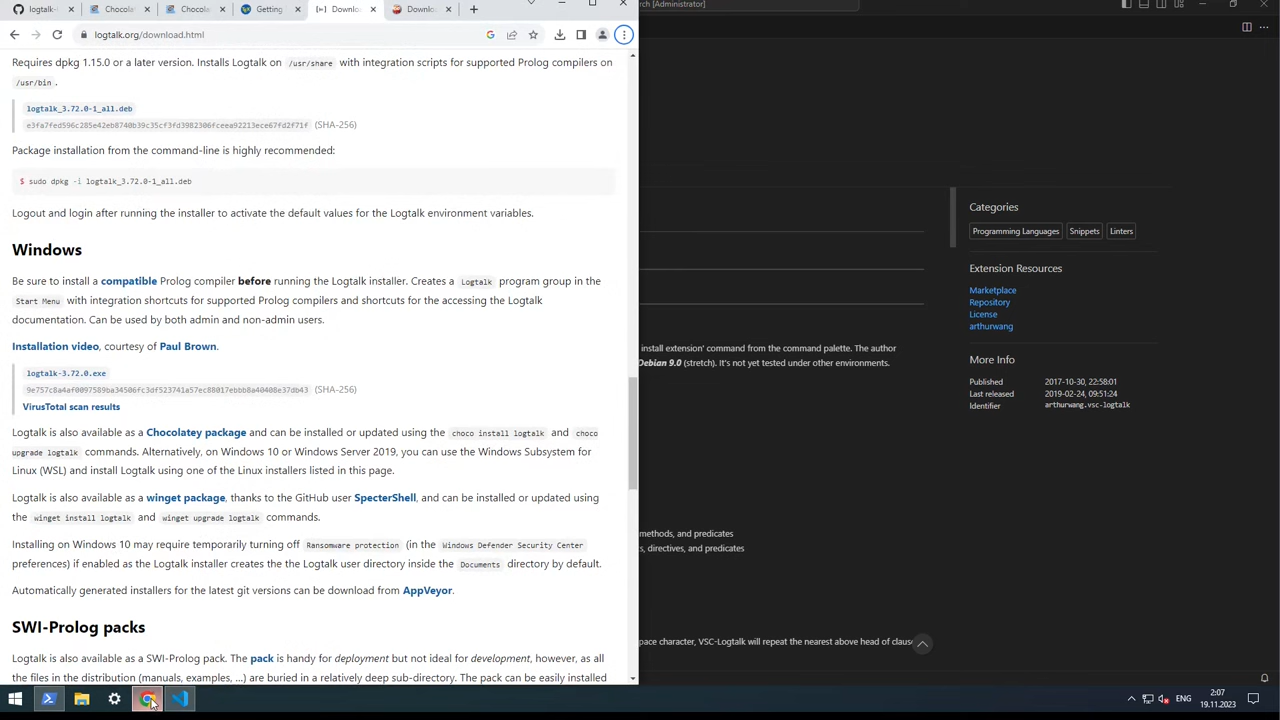 logtalk-
Chocolat
Chocolat
Getting
Downlo
Downlo
[Administrator]
logtalk.org/download.html
Requires dpkg 1.15.0 or a later version. Installs Logtalk on /usr/share with integration scripts for supported Prolog compilers on
/usr/bin .
logtalk_3.72.0-1_all.deb
(SHA-256)
Package installation from the command-line is highly recommended:
$ sudo dpkg -i logtalk_3.72.0-1_all.deb
Logout and login after running the installer to activate the default values for the Logtalk environment variables.
Windows
Be sure to install a compatible Prolog compiler before running the Logtalk installer. Creates a Logtalk program group in the
Start Menu with integration shortcuts for supported Prolog compilers and shortcuts for the accessing the Logtalk
documentation. Can be used by both admin and non-admin users.
Installation video, courtesy of Paul Brown.
logtalk-3.72.0.exe
(SHA-256)
VirusTotal scan results
Logtalk is also available as a Chocolatey package and can be installed or updated using the choco install logtalk and choco
upgrade logtalk commands. Alternatively, on Windows 10 or Windows Server 2019, you can use the Windows Subsystem for
Linux (WSL) and install Logtalk using one of the Linux installers listed in this page.
Logtalk is also available as a winget package, thanks to the GitHub user SpecterShell, and can be installed or updated using
the winget install logtalk and winget upgrade logtalk commands.
Installing on Windows 10 may require temporarily turning off Ransomware protection (in the Windows Defender Security Center
preferences) if enabled as the Logtalk installer creates the the Logtalk user directory inside the Documents directory by default.
Automatically generated installers for the latest git versions can be download from AppVeyor.
SWI-Prolog packs
Logtalk is also available as a SWI-Prolog pack. The pack is handy for deployment but not ideal for development, however, as all
the files in the distribution (manuals, examples, ...) are buried in a relatively deep sub-directory. The pack can be easily installed
Categories
Programming Languages
Snippets
Linters
Extension Resources
Marketplace
Repository
License
arthurwang
install extension' command from the command palette. The author
Debian 9.0 (stretch). It's not yet tested under other environments.
More Info
Published 2017-10-30, 22:58:01
Last released 2019-02-24, 09:51:24
Identifier arthurwang.vsc-logtalk
methods, and predicates
s, directives, and predicates
pace character, VSC-Logtalk will repeat the nearest above head of claus
ENG
2:07
19.11.2023